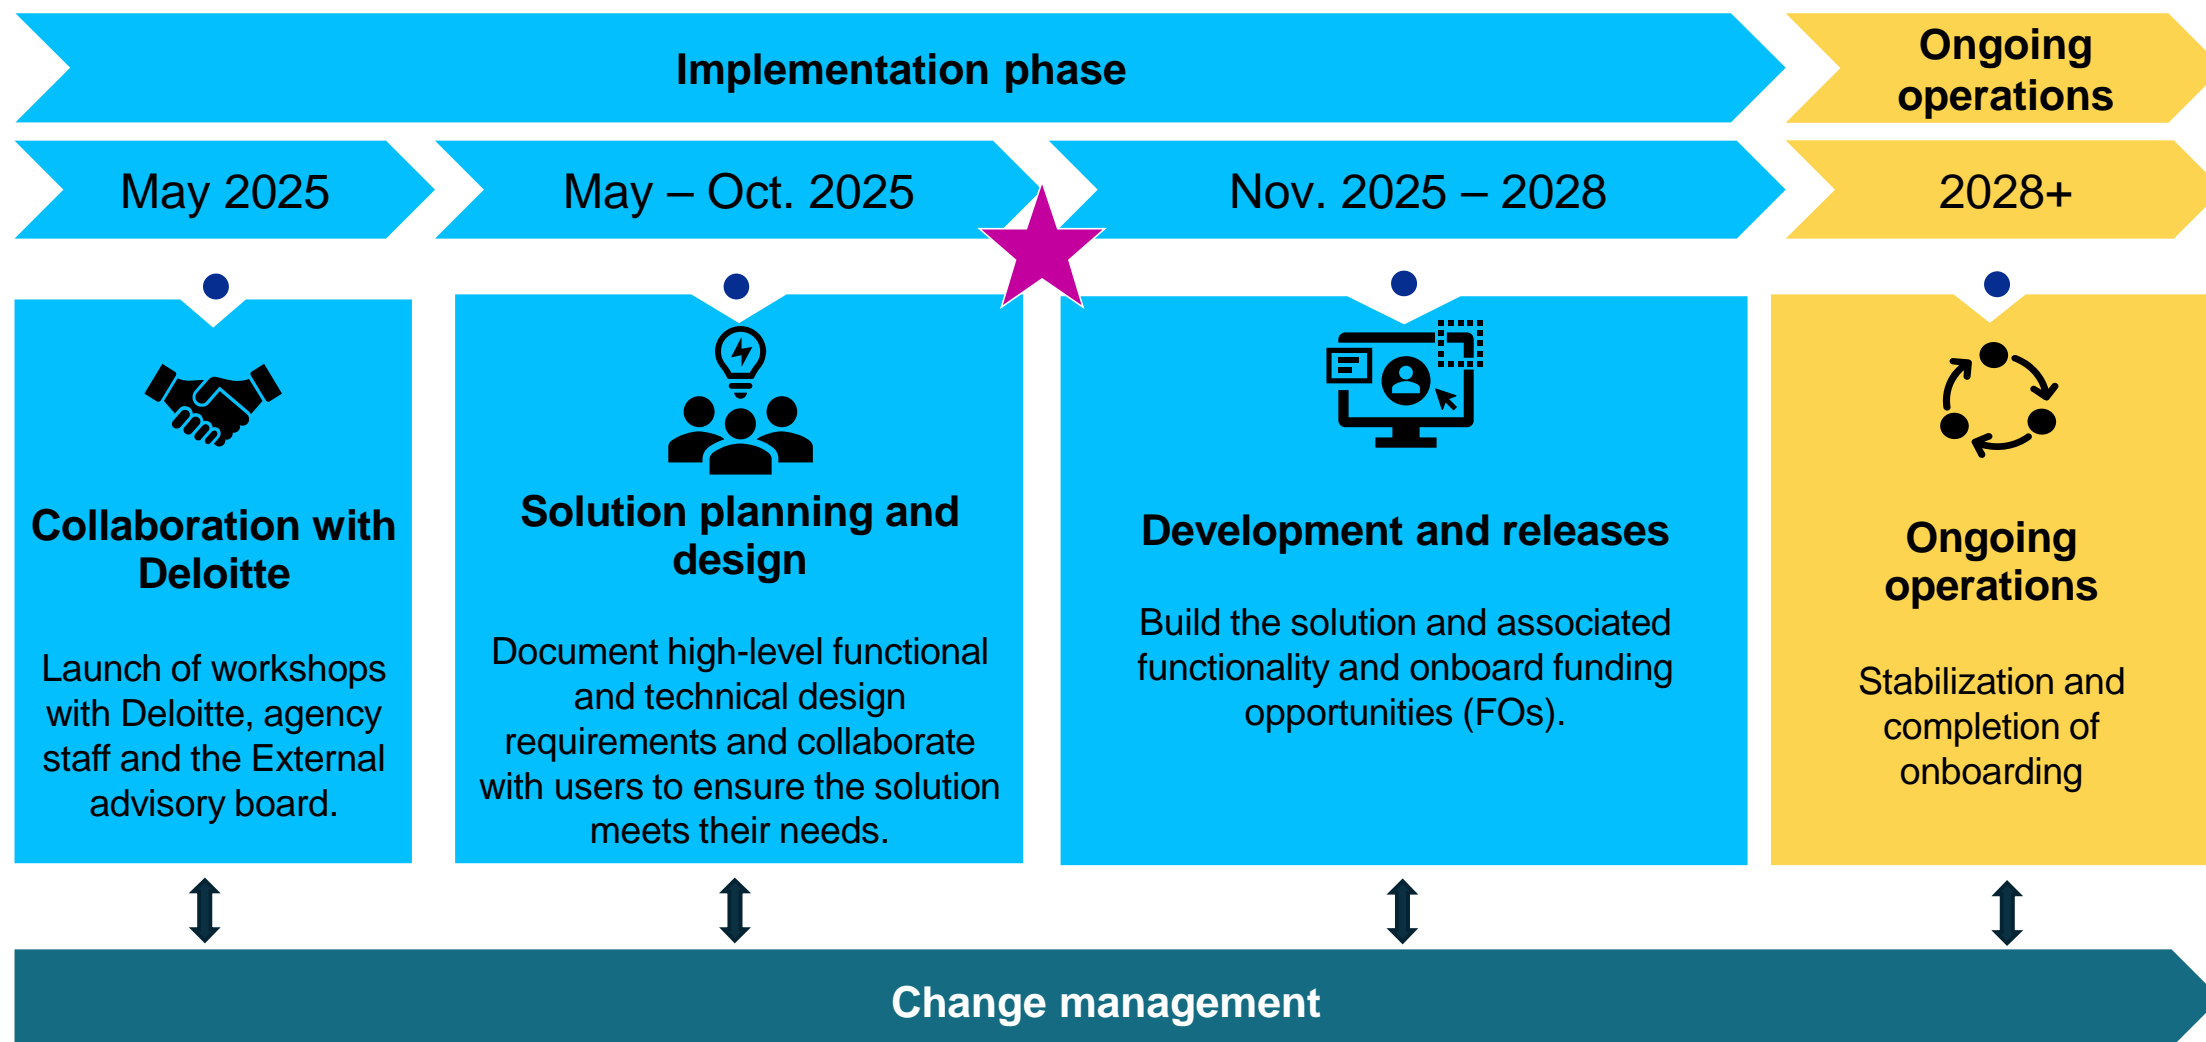 Implementation phase
Ongoing
operations
May 2025
May – Oct. 2025
Nov. 2025 – 2028
2028+
Collaboration with
Deloitte
Launch of workshops
with Deloitte, agency
staff and the External
advisory board.
Solution planning and
design
Document high-level functional
and technical design
requirements and collaborate
with users to ensure the solution
meets their needs.
Development and releases
Build the solution and associated
functionality and onboard funding
opportunities (FOs).
Ongoing
operations
Stabilization and
completion of
onboarding
Change management